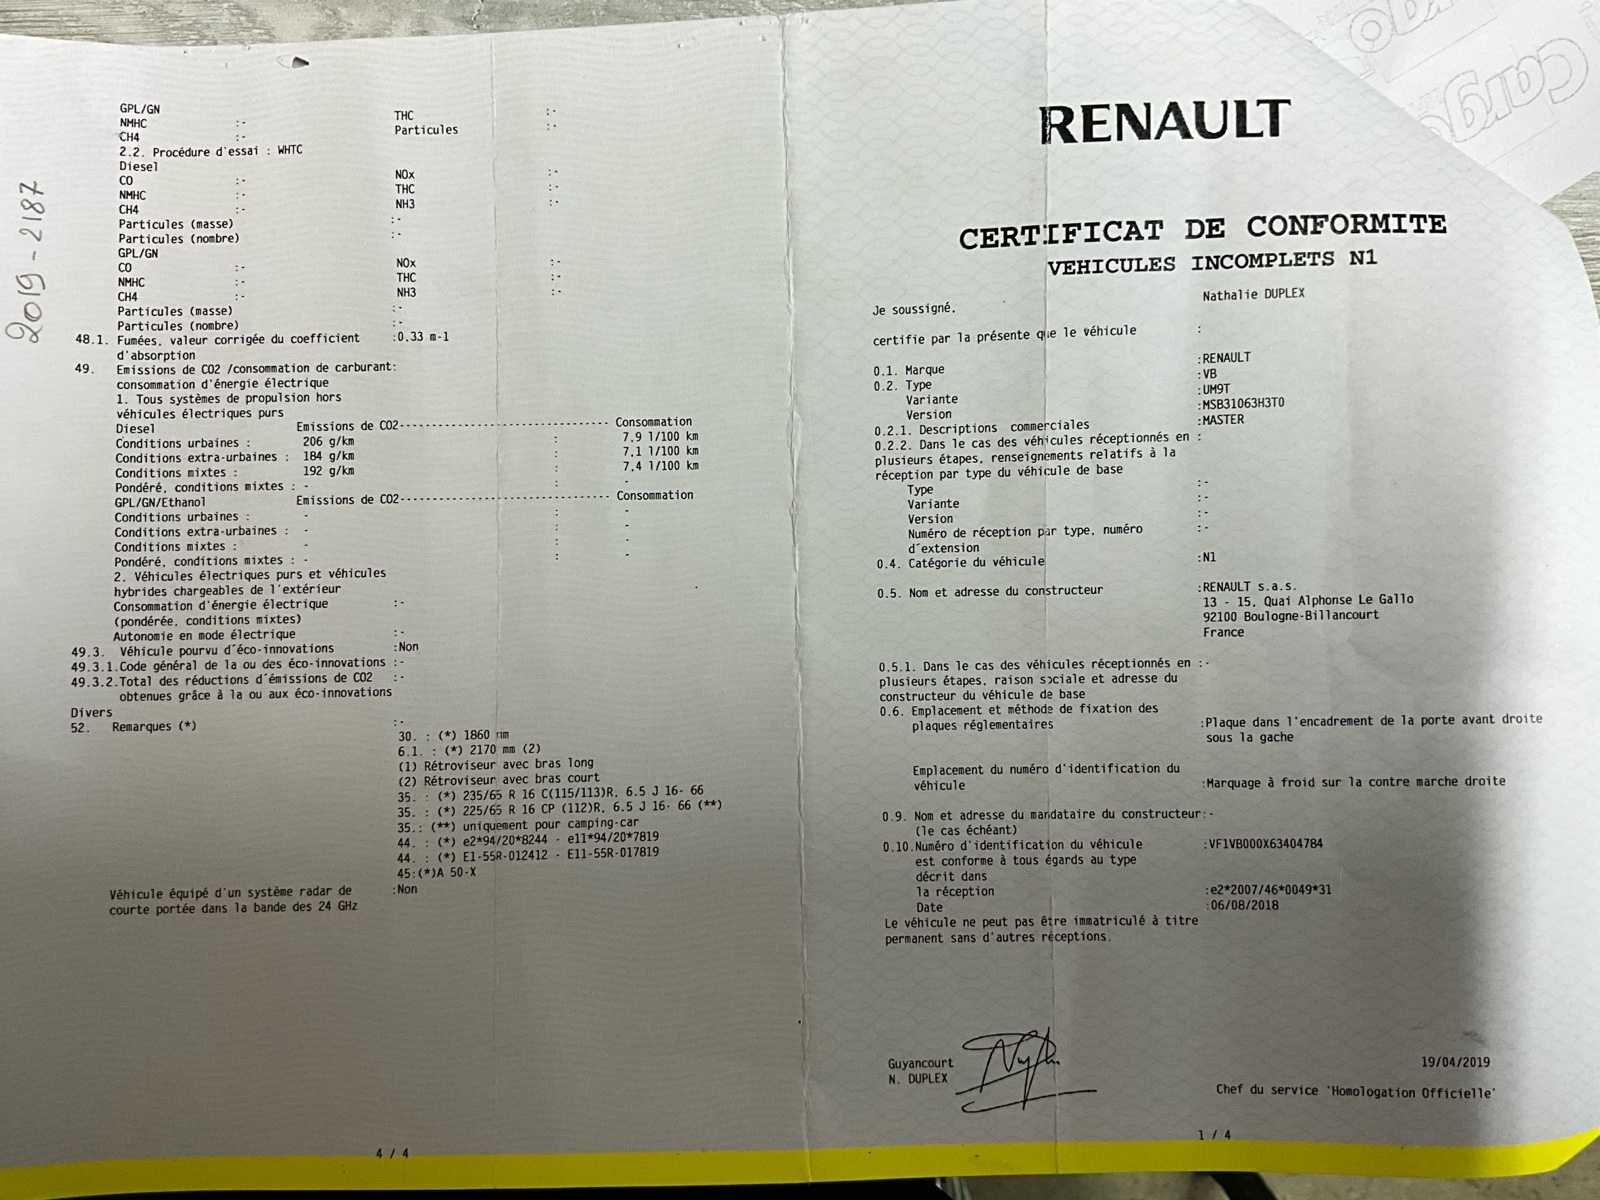 2019-2187
GPL/GN
NMHC :- THC :-
CH4 :- Particules :-
2.2. Procédure d'essai : WHTC
Diesel
CO :- NOx :-
NMHC :- THC :-
CH4 :- NH3 :-
Particules (masse) :-
Particules (nombre) :-
GPL/GN
CO :- NOx :-
NMHC :- THC :-
CH4 :- NH3 :-
Particules (masse) :-
Particules (nombre) :-
48.1. Fumées, valeur corrigée du coefficient :0.33 m-1
d'absorption
49. Emissions de CO2 /consommation de carburant:
consommation d'énergie électrique
1. Tous systèmes de propulsion hors
véhicules électriques purs
Diesel Emissions de CO2------------------------------ Consommation
Conditions urbaines : 206 g/km : 7.9 l/100 km
Conditions extra-urbaines : 184 g/km : 7.1 l/100 km
Conditions mixtes : 192 g/km : 7.4 l/100 km
Pondéré, conditions mixtes : - : -
GPL/GN/Ethanol Emissions de CO2------------------------------ Consommation
Conditions urbaines : - : -
Conditions extra-urbaines : - : -
Conditions mixtes : - : -
Pondéré, conditions mixtes : - : -
2. Véhicules électriques purs et véhicules
hybrides chargeables de l'extérieur
Consommation d'énergie électrique :-
(pondérée, conditions mixtes)
Autonomie en mode électrique :-
49.3. Véhicule pourvu d'éco-innovations :Non
49.3.1.Code général de la ou des éco-innovations :-
49.3.2.Total des réductions d'émissions de CO2 :-
obtenues grâce à la ou aux éco-innovations
Divers
52. Remarques (*) :-
30. : (*) 1860 mm
6.1. : (*) 2170 mm (2)
(1) Rétroviseur avec bras long
(2) Rétroviseur avec bras court
35. : (*) 235/65 R 16 C(115/113)R, 6.5 J 16- 66
35. : (*) 225/65 R 16 CP (112)R, 6.5 J 16- 66 (**)
35.: (**) uniquement pour camping-car
44. : (*) e2*94/20*8244 - e11*94/20*7819
44. : (*) E1-55R-012412 - E11-55R-017819
45:(*)A 50-X
Véhicule équipé d'un système radar de :Non
courte portée dans la bande des 24 GHz
4 / 4
RENAULT
CERTIFICAT DE CONFORMITE
VEHICULES INCOMPLETS N1
Je soussigné, Nathalie DUPLEX
certifie par la présente que le véhicule :
0.1. Marque :RENAULT
0.2. Type :VB
Variante :UM9T
Version :MSB31063H3T0
0.2.1. Descriptions commerciales :MASTER
0.2.2. Dans le cas des véhicules réceptionnés en :
plusieurs étapes, renseignements relatifs à la
réception par type du véhicule de base
Type :-
Variante :-
Version :-
Numéro de réception par type, numéro :-
d'extension
0.4. Catégorie du véhicule :N1
0.5. Nom et adresse du constructeur :RENAULT s.a.s.
13 - 15, Quai Alphonse Le Gallo
92100 Boulogne-Billancourt
France
0.5.1. Dans le cas des véhicules réceptionnés en :-
plusieurs étapes, raison sociale et adresse du
constructeur du véhicule de base
0.6. Emplacement et méthode de fixation des
plaques réglementaires :Plaque dans l'encadrement de la porte avant droite
sous la gache
Emplacement du numéro d'identification du
véhicule :Marquage à froid sur la contre marche droite
0.9. Nom et adresse du mandataire du constructeur:-
(le cas échéant)
0.10.Numéro d'identification du véhicule :VF1VB000X63404784
est conforme à tous égards au type
décrit dans
la réception :e2*2007/46*0049*31
Date :06/08/2018
Le véhicule ne peut pas être immatriculé à titre
permanent sans d'autres réceptions.
Guyancourt 19/04/2019
N. DUPLEX
Chef du service 'Homologation Officielle'
1 / 4